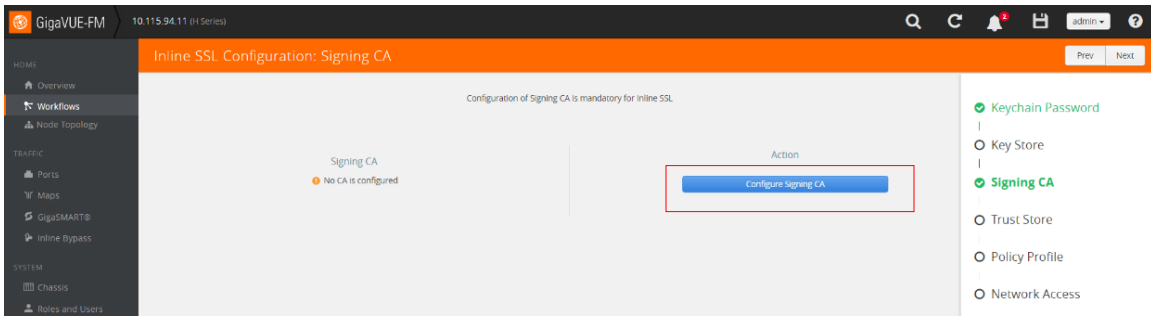 GigaVUE-FM 10.115.94.11 (H Series) 2 admin ?
Inline SSL Configuration: Signing CA Prev Next
HOME
Overview
Workflows
Node Topology
TRAFFIC
Ports
Maps
GigaSMART®
Inline Bypass
SYSTEM
Chassis
Roles and Users
Configuration of Signing CA is mandatory for Inline SSL
Signing CA
No CA is configured
Action
Configure Signing CA
Keychain Password
Key Store
Signing CA
Trust Store
Policy Profile
Network Access